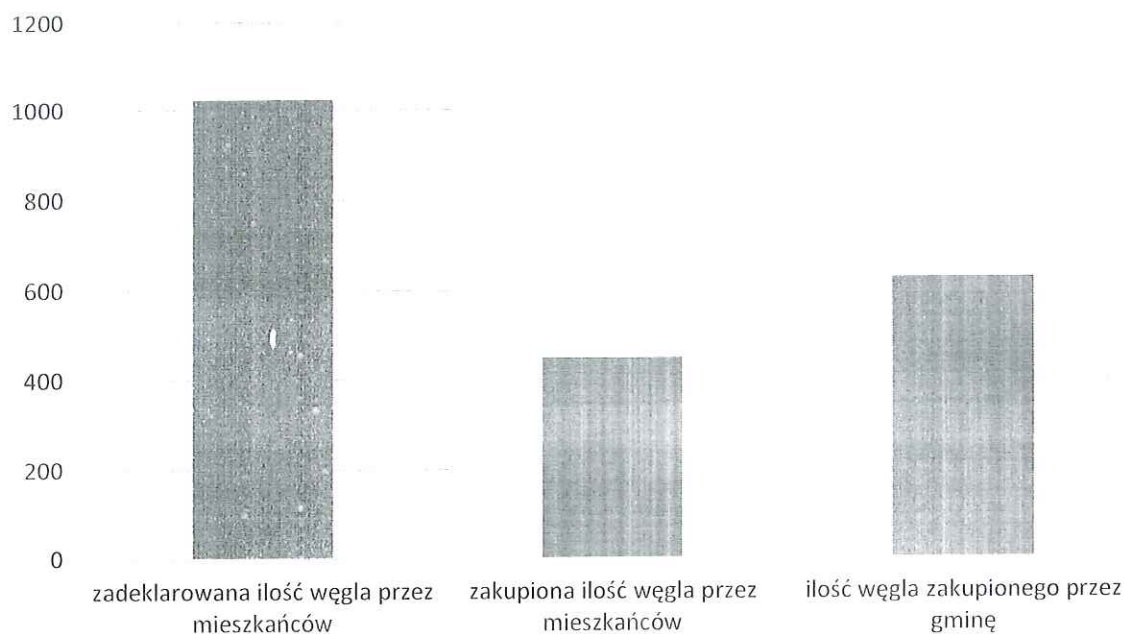 1200
1000
800
600
400
200
0
zadeklarowana ilość węgla przez
mieszkańców
zakupiona ilość węgla przez
mieszkańców
ilość węgla zakupionego przez
gminę